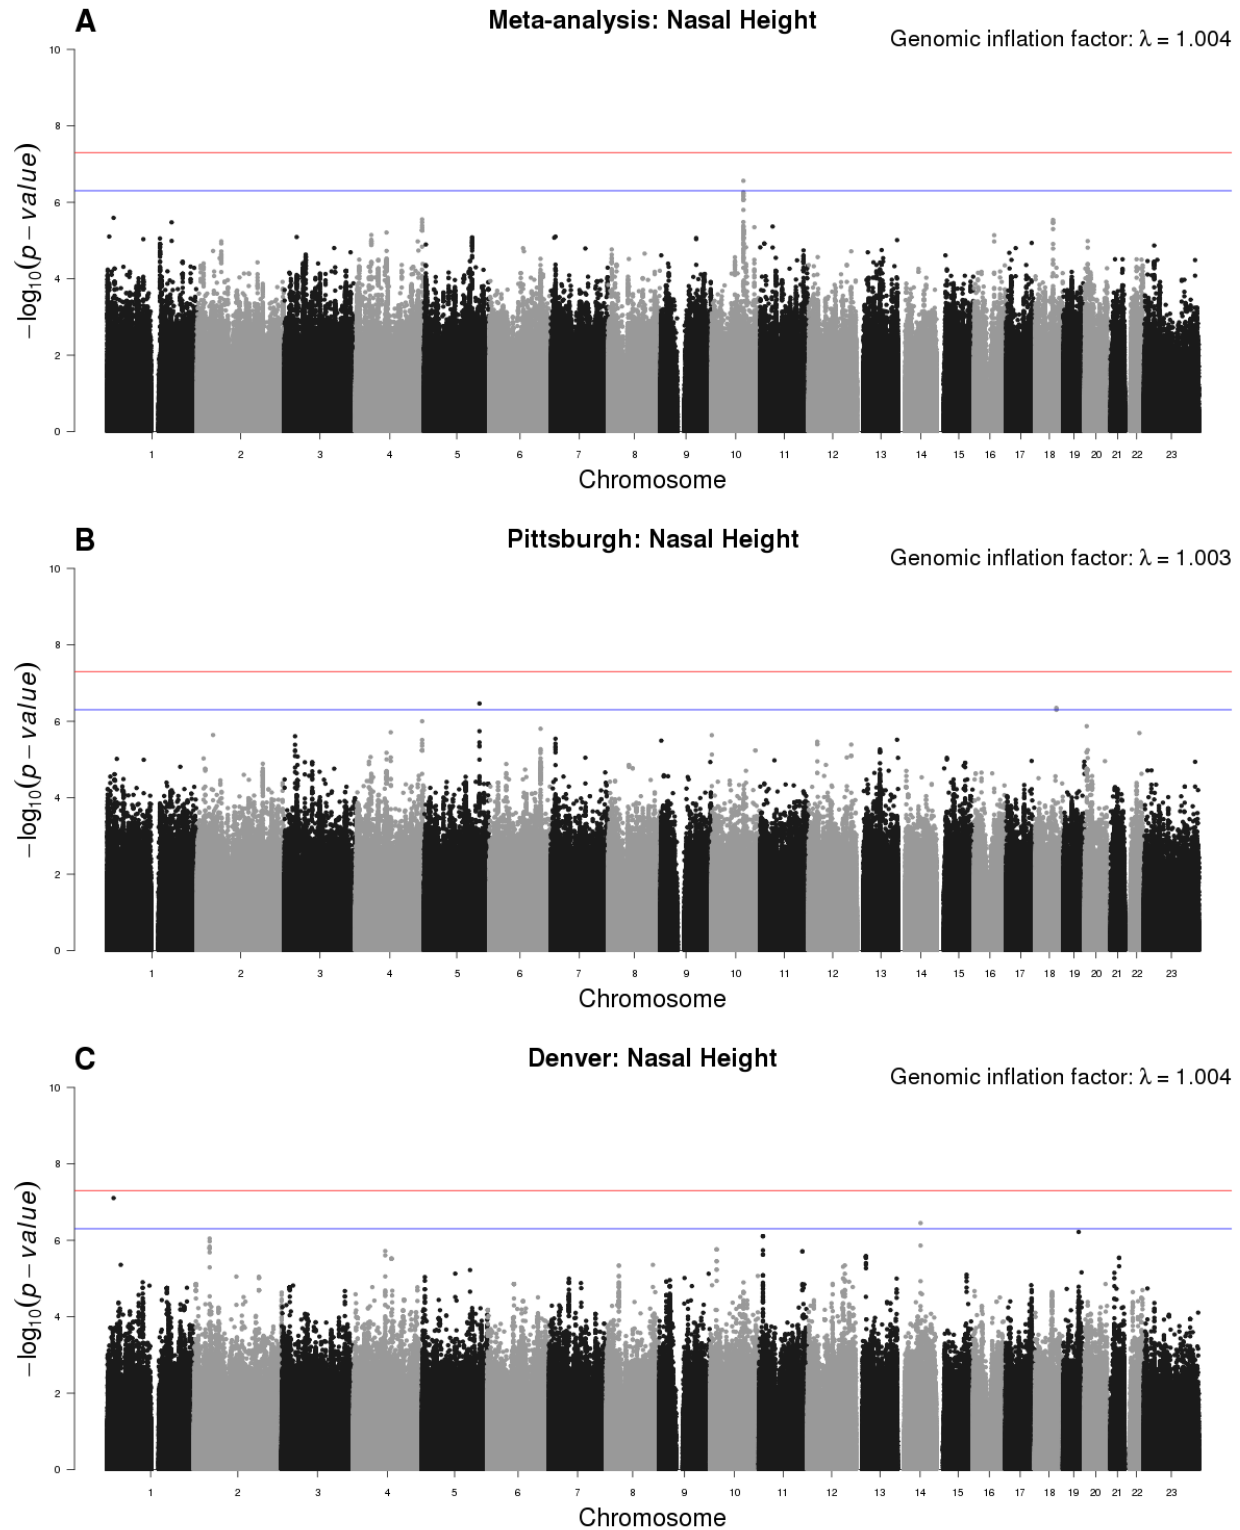 A
Meta-analysis: Nasal Height
Genomic inflation factor: λ = 1.004
10
8
6
4
2
0
−log10(p − value)
1 2 3 4 5 6 7 8 9 10 11 12 13 14 15 16 17 18 19 20 21 22 23
Chromosome
B
Pittsburgh: Nasal Height
Genomic inflation factor: λ = 1.003
10
8
6
4
2
0
−log10(p − value)
1 2 3 4 5 6 7 8 9 10 11 12 13 14 15 16 17 18 19 20 21 22 23
Chromosome
C
Denver: Nasal Height
Genomic inflation factor: λ = 1.004
10
8
6
4
2
0
−log10(p − value)
1 2 3 4 5 6 7 8 9 10 11 12 13 14 15 16 17 18 19 20 21 22 23
Chromosome